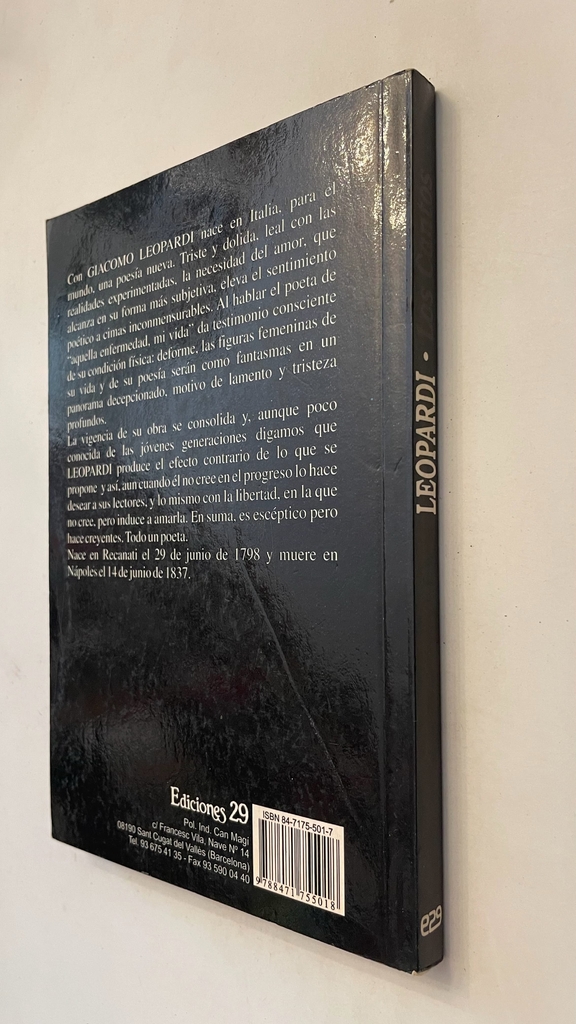 Con GIACOMO LEOPARDI nace en Italia, para él
mundo, una poesía nueva. Triste y dolida, leal con las
realidades experimentadas, la necesidad del amor, que
alcanza en su forma más subjetiva, eleva el sentimiento
poético a cimas inconmensurables. Al hablar el poeta de
"aquella enfermedad, mi vida" da testimonio consciente
de su condición física: deforme, las figuras femeninas de
su vida y de su poesía serán como fantasmas en un
panorama decepcionado, motivo de lamento y tristeza
profundos.
La vigencia de su obra se consolida y, aunque poco
conocida de las jóvenes generaciones digamos que
LEOPARDI produce el efecto contrario de lo que se
propone y así, aun cuando él no cree en el progreso lo hace
desear a sus lectores, y lo mismo con la libertad, en la que
no cree, pero induce a amarla. En suma, es escéptico pero
hace creyentes. Todo un poeta.
Nace en Recanati el 29 de junio de 1798 y muere en
Nápoles el 14 de junio de 1837.
Ediciones 29
Pol. Ind. Can Magí
c/ Francesc Vila, Nave Nº 14
08190 Sant Cugat del Vallès (Barcelona)
Tel. 93 675 41 35 - Fax 93 590 04 40
ISBN 84-7175-501-7
9 788471 755018
LEOPARDI •
e29